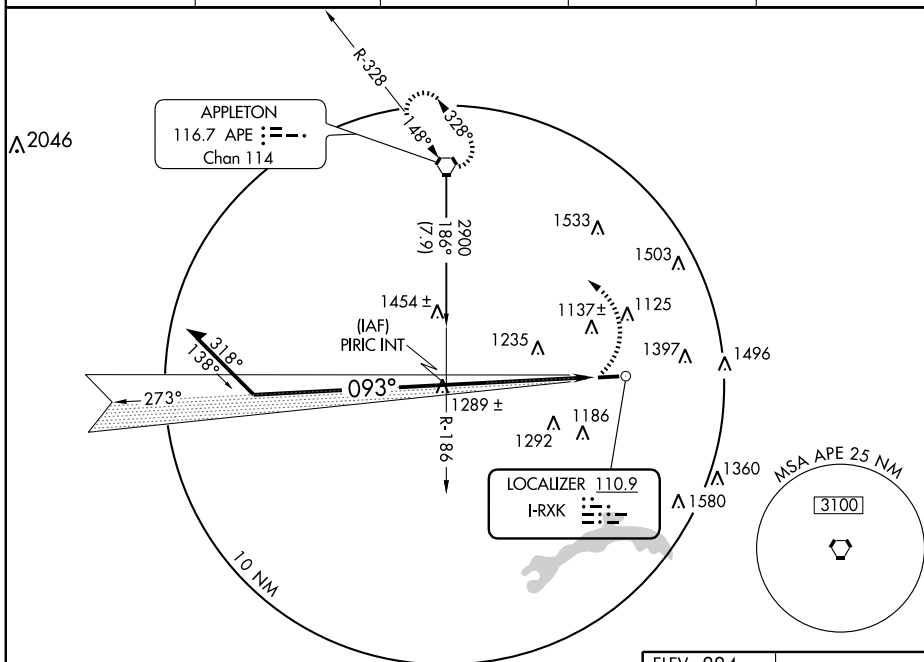 R-328
APPLETON
116.7 APE
Chan 114
148°
328°
2046
2900
186°
(7.9)
1533
1503
1454 ±
1137±
1125
(IAF)
PIRIC INT
1235
1397
1496
318°
138°
093°
273°
1289 ±
R-186
1292
1186
LOCALIZER 110.9
I-RXK
1360
1580
MSA APE 25 NM
3100
10 NM